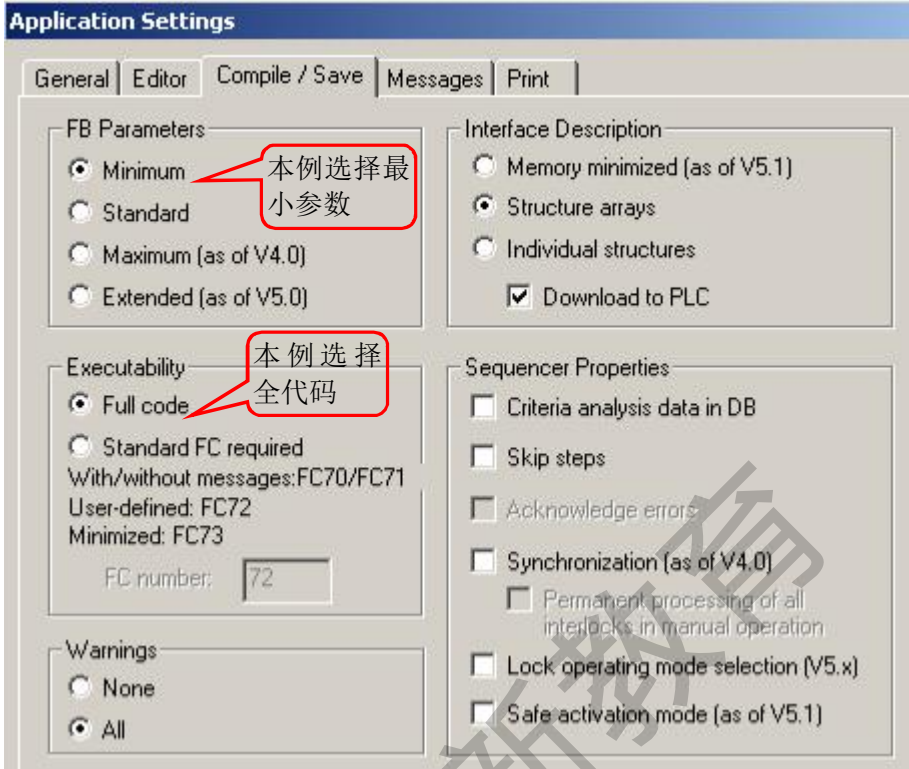 Application Settings
General
Editor
Compile / Save
Messages
Print
FB Parameters
Minimum
本例选择最
小参数
Standard
Maximum (as of V4.0)
Extended (as of V5.0)
Executability
本例选择
全代码
Full code
Standard FC required
With/without messages:FC70/FC71
User-defined: FC72
Minimized: FC73
FC number:
72
Warnings
None
All
Interface Description
Memory minimized (as of V5.1)
Structure arrays
Individual structures
Download to PLC
Sequencer Properties
Criteria analysis data in DB
Skip steps
Acknowledge errors
Synchronization (as of V4.0)
Permanent processing of all
interlocks in manual operation
Lock operating mode selection (V5.x)
Safe activation mode (as of V5.1)
新教育